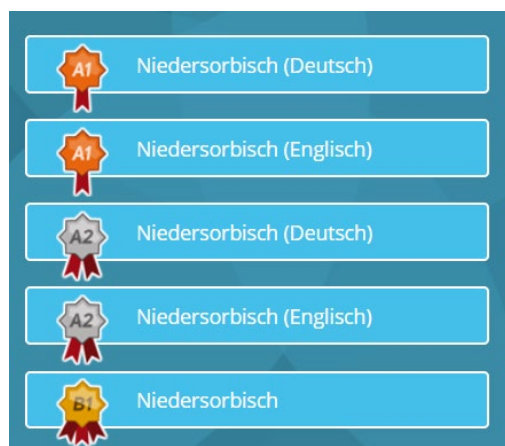 A1 Niedersorbisch (Deutsch)
A1 Niedersorbisch (Englisch)
A2 Niedersorbisch (Deutsch)
A2 Niedersorbisch (Englisch)
B1 Niedersorbisch